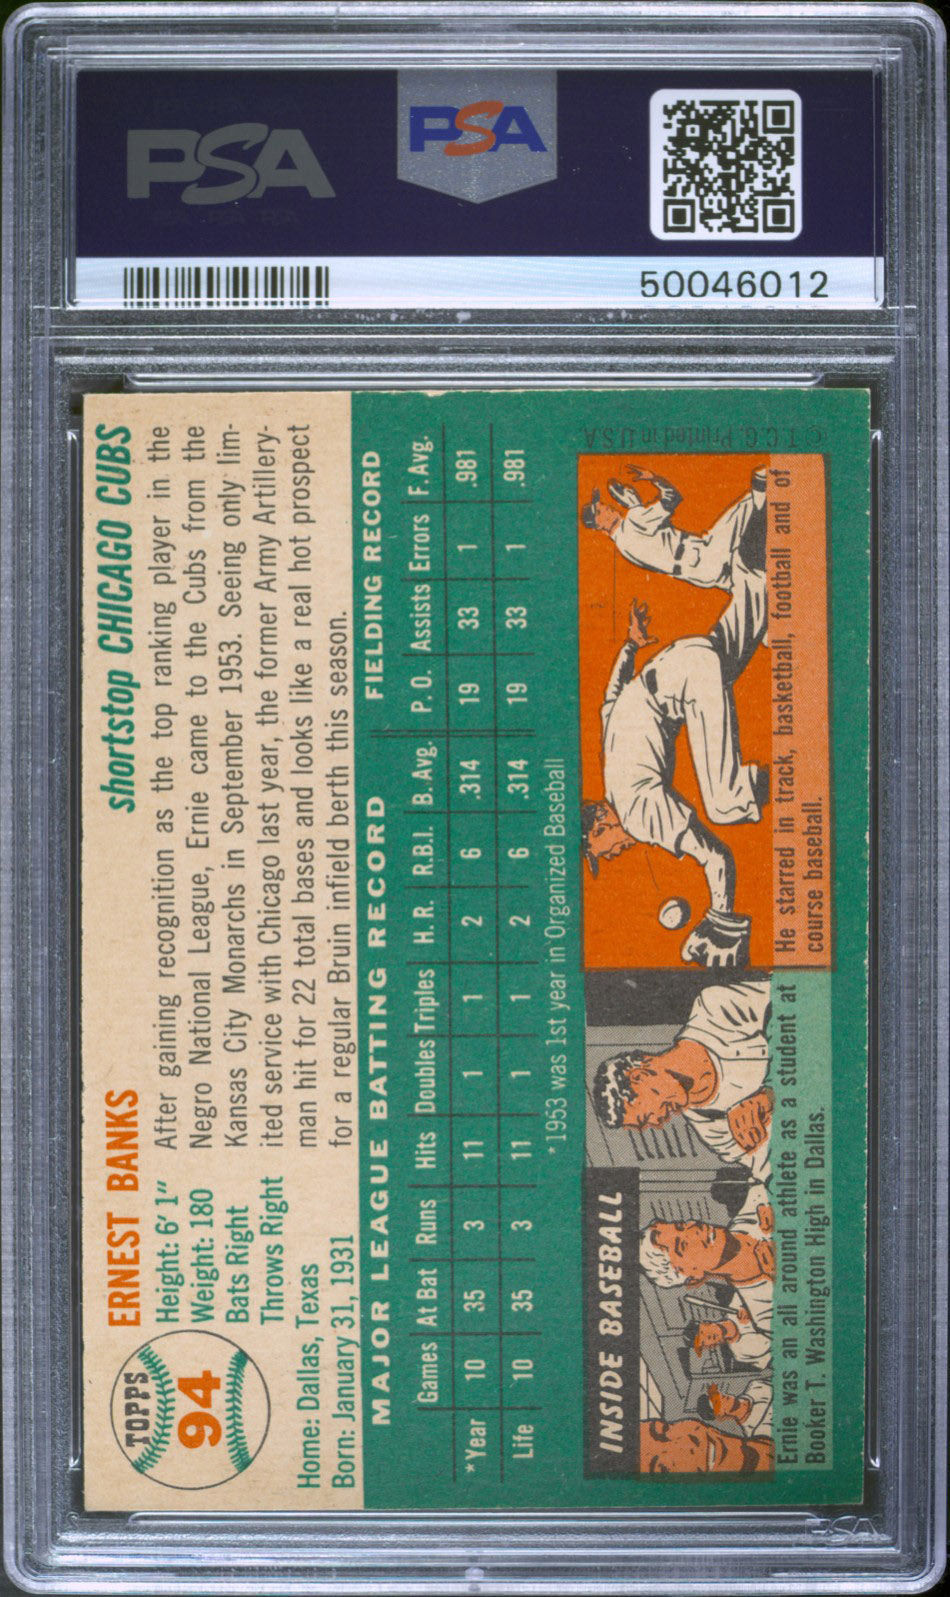 PSA
PSA
50046012
TOPPS
94
ERNEST BANKS
shortstop CHICAGO CUBS
Height: 6' 1"
Weight: 180
Bats Right
Throws Right
Home: Dallas, Texas
Born: January 31, 1931
After gaining recognition as the top ranking player in the
Negro National League, Ernie came to the Cubs from the
Kansas City Monarchs in September 1953. Seeing only lim-
ited service with Chicago last year, the former Army Artillery-
man hit for 22 total bases and looks like a real hot prospect
for a regular Bruin infield berth this season.
MAJOR LEAGUE BATTING RECORD FIELDING RECORD
Games At Bat Runs Hits Doubles Triples H. R. R.B.I. B. Avg. P. O. Assists Errors F. Avg.
*Year 10 35 3 11 1 1 2 6 .314 19 33 1 .981
Life 10 35 3 11 1 1 2 6 .314 19 33 1 .981
*1953 was 1st year in Organized Baseball
INSIDE BASEBALL
Ernie was an all around athlete as a student at
Booker T. Washington High in Dallas.
He starred in track, basketball, football and of
course baseball.
© T. C. G. Printed in U S A
PSA